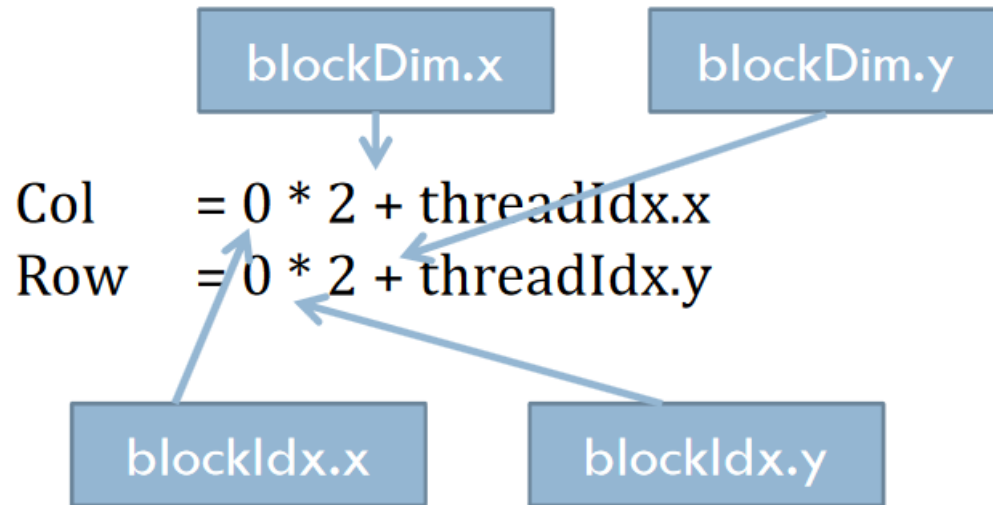 blockDim.x blockDim.y
Col = 0 * 2 + threadIdx.x
Row = 0 * 2 + threadIdx.y
blockIdx.x blockIdx.y